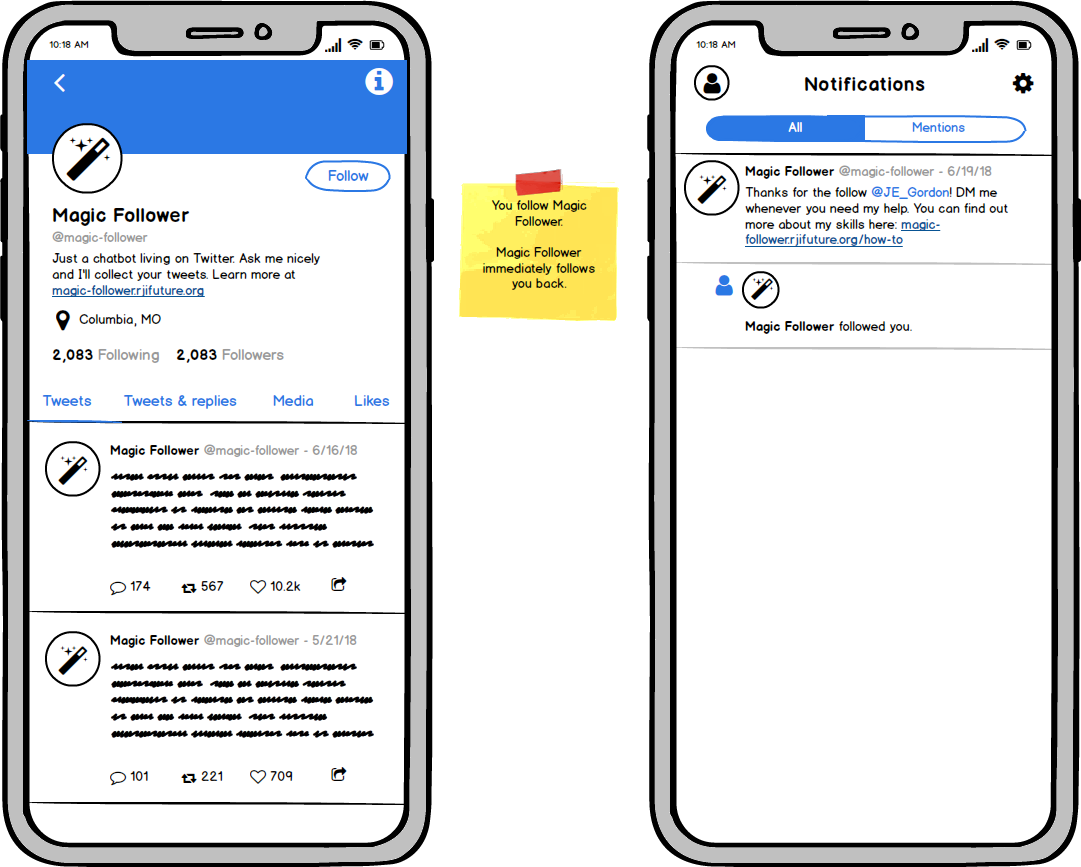 10:18 AM
Follow
Magic Follower
@magic-follower
Just a chatbot living on Twitter. Ask me nicely
and I'll collect your tweets. Learn more at
magic-follower.rjifuture.org
Columbia, MO
2,083 Following 2,083 Followers
Tweets Tweets & replies Media Likes
Magic Follower @magic-follower - 6/16/18
174 567 10.2k
Magic Follower @magic-follower - 5/21/18
101 221 709
You follow Magic
Follower.
Magic Follower
immediately follows
you back.
10:18 AM
Notifications
All Mentions
Magic Follower @magic-follower - 6/19/18
Thanks for the follow @JE_Gordon! DM me
whenever you need my help. You can find out
more about my skills here: magic-
follower.rjifuture.org/how-to
Magic Follower followed you.